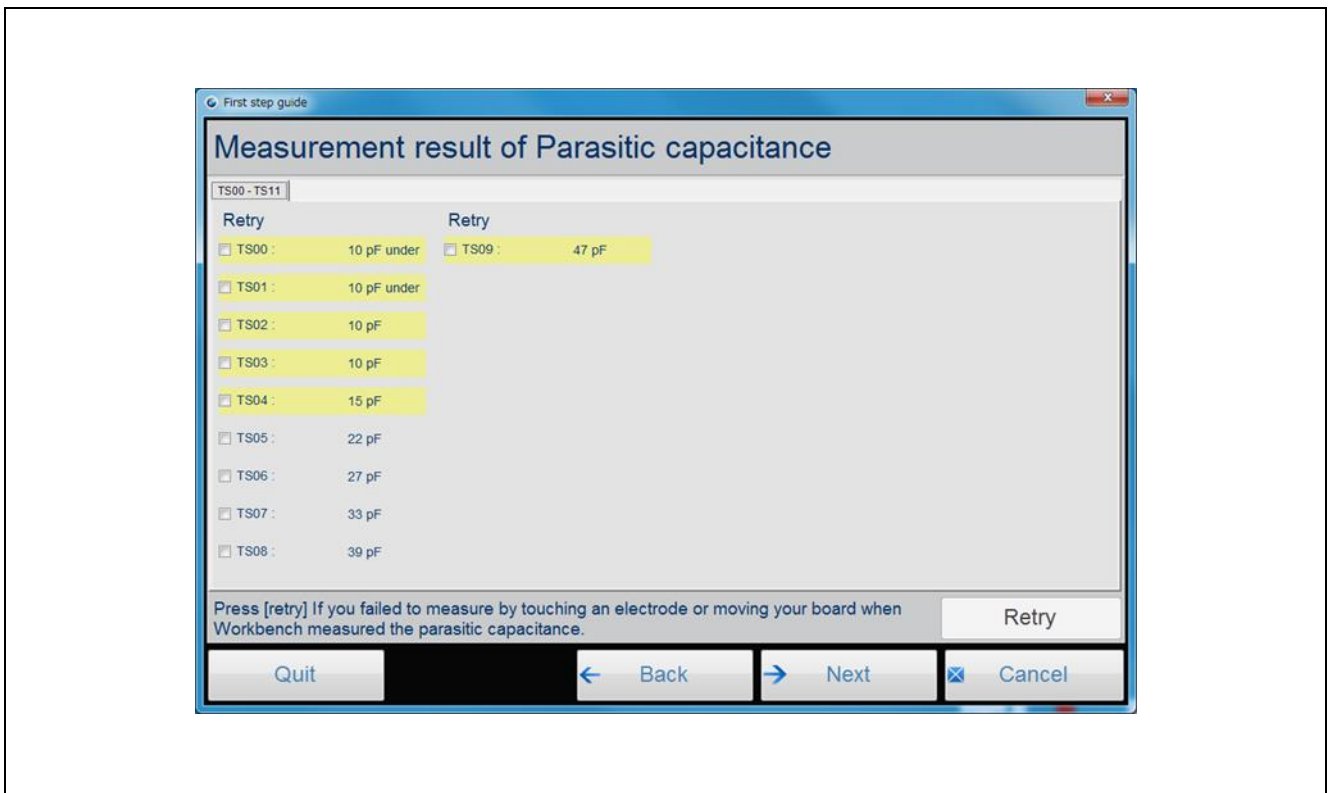 First step guide
Measurement result of Parasitic capacitance
TS00 - TS11
Retry
TS00 : 10 pF under
TS01 : 10 pF under
TS02 : 10 pF
TS03 : 10 pF
TS04 : 15 pF
TS05 : 22 pF
TS06 : 27 pF
TS07 : 33 pF
TS08 : 39 pF
Retry
TS09 : 47 pF
Press [retry] If you failed to measure by touching an electrode or moving your board when
Workbench measured the parasitic capacitance.
Retry
Quit
Back
Next
Cancel